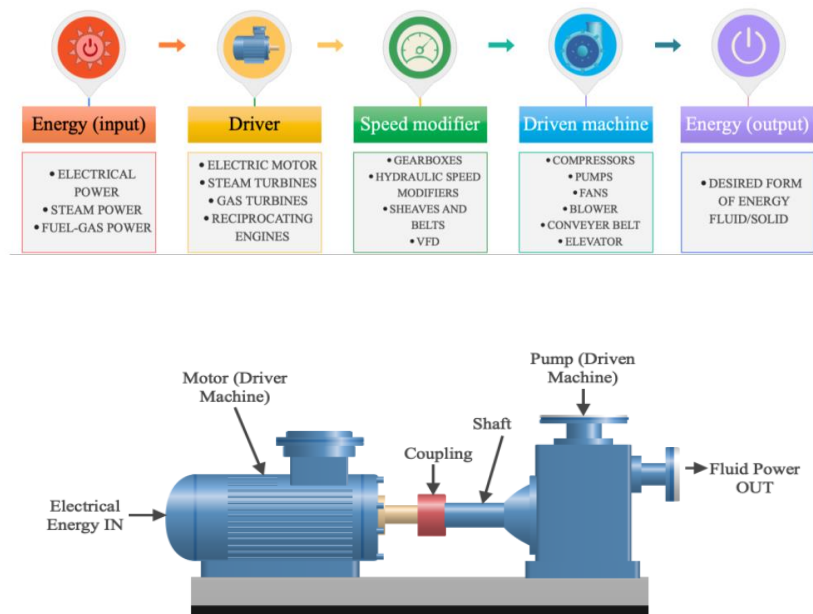 Energy (input)
Driver
Speed modifier
Driven machine
Energy (output)
• ELECTRICAL
POWER
• STEAM POWER
• FUEL-GAS POWER
• ELECTRIC MOTOR
• STEAM TURBINES
• GAS TURBINES
• RECIPROCATING
ENGINES
• GEARBOXES
• HYDRAULIC SPEED
MODIFIERS
• SHEAVES AND
BELTS
• VFD
• COMPRESSORS
• PUMPS
• FANS
• BLOWER
• CONVEYER BELT
• ELEVATOR
• DESIRED FORM
OF ENERGY
FLUID/SOLID
Motor (Driver
Machine)
Pump (Driven
Machine)
Shaft
Coupling
Fluid Power
OUT
Electrical
Energy IN